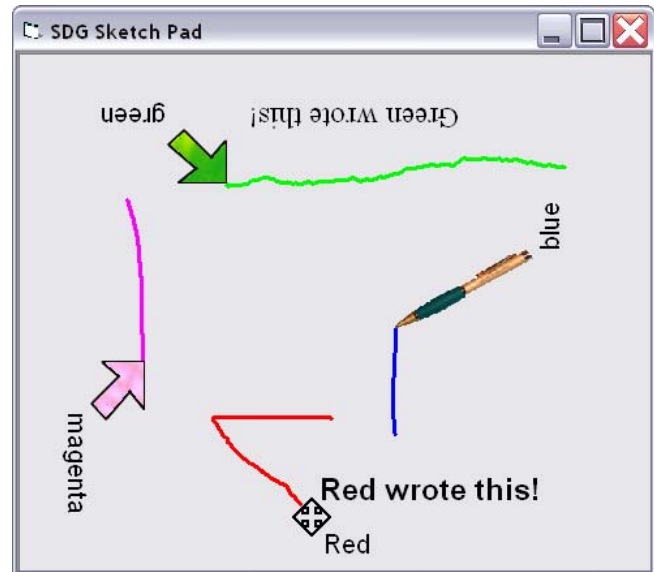 SDG Sketch Pad
green
Green wrote this!
blue
magenta
Red wrote this!
Red